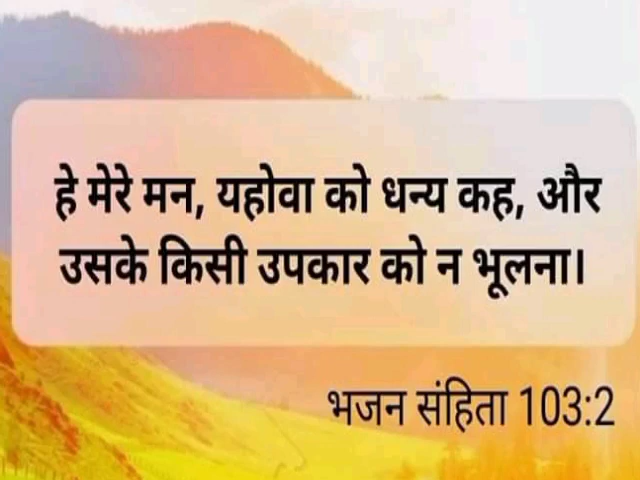 हे मेरे मन, यहोवा को धन्य कह, और
उसके किसी उपकार को न भूलना।
भजन संहिता 103:2